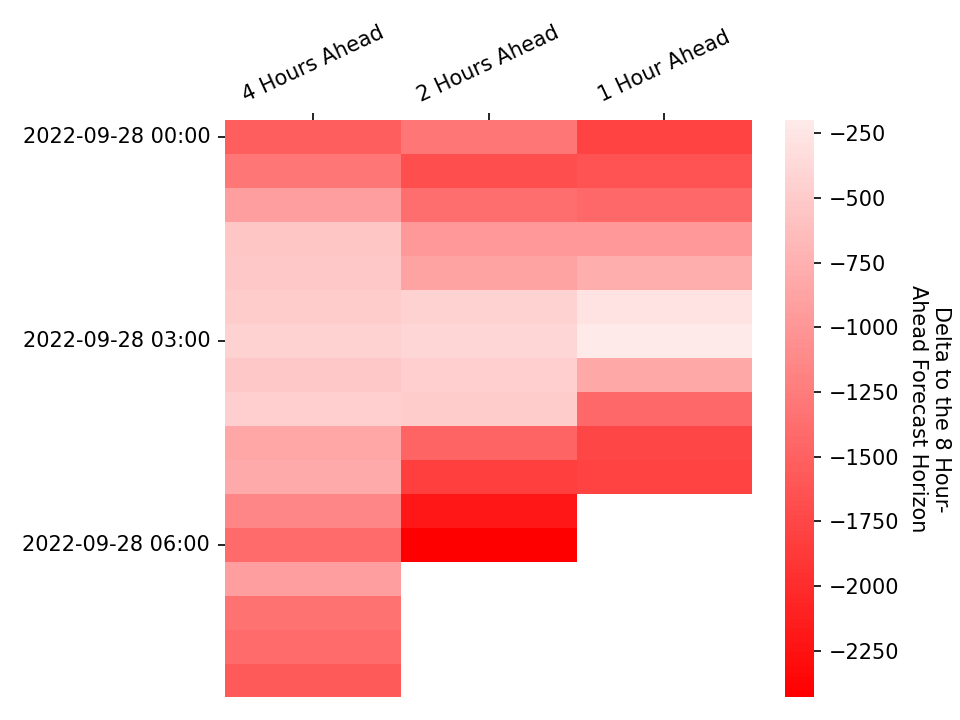 4 Hours Ahead
2 Hours Ahead
1 Hour Ahead
2022-09-28 00:00
2022-09-28 03:00
2022-09-28 06:00
−250
−500
−750
−1000
−1250
−1500
−1750
−2000
−2250
Delta to the 8 Hour-
Ahead Forecast Horizon